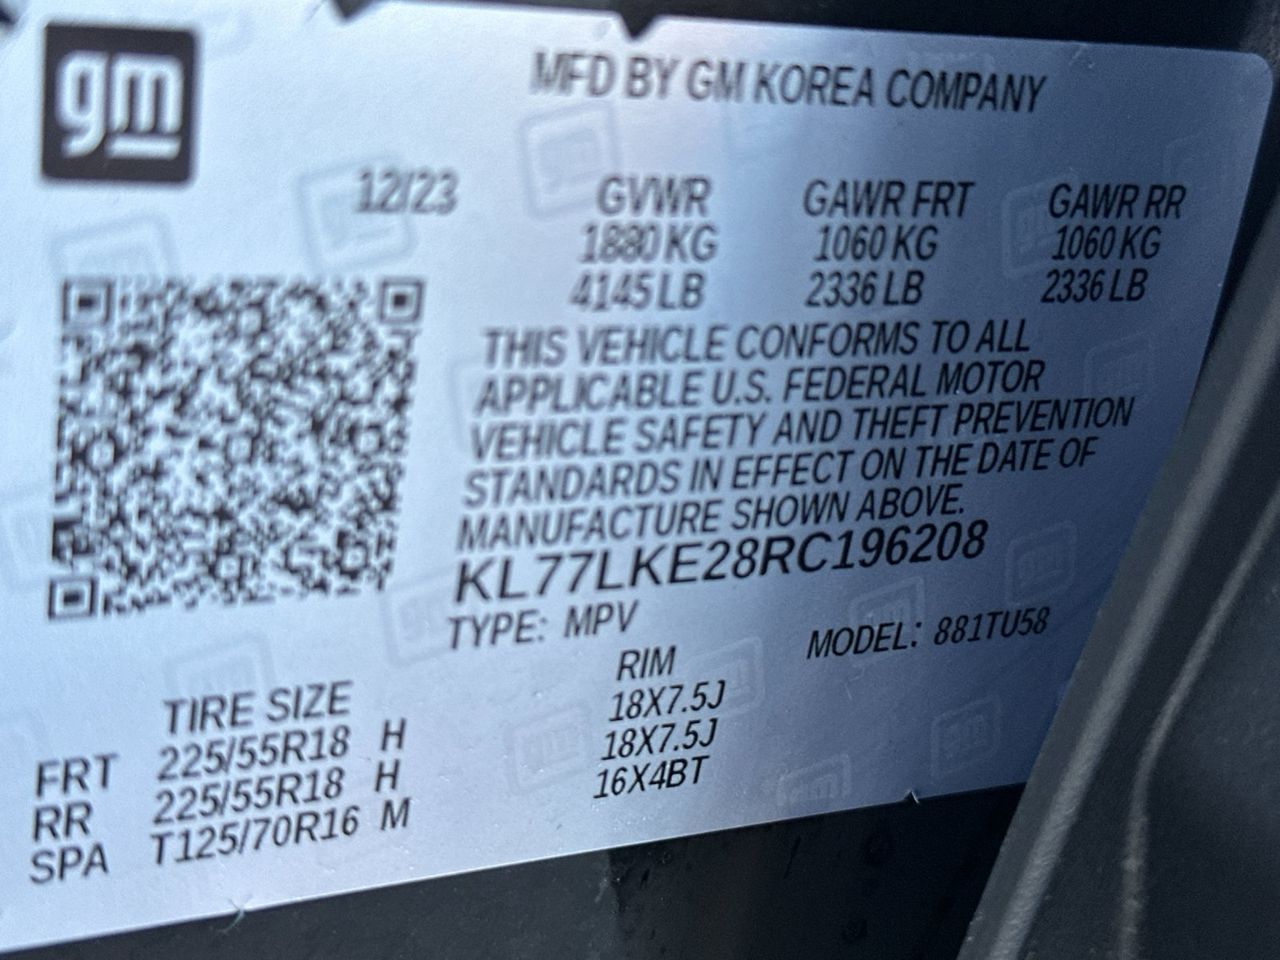 gm
MFD BY GM KOREA COMPANY
12/23 GVWR GAWR FRT GAWR RR
1880 KG 1060 KG 1060 KG
4145 LB 2336 LB 2336 LB
THIS VEHICLE CONFORMS TO ALL
APPLICABLE U.S. FEDERAL MOTOR
VEHICLE SAFETY AND THEFT PREVENTION
STANDARDS IN EFFECT ON THE DATE OF
MANUFACTURE SHOWN ABOVE.
KL77LKE28RC196208
TYPE: MPV MODEL: 881TU58
TIRE SIZE RIM
FRT 225/55R18 H 18X7.5J
RR 225/55R18 H 18X7.5J
SPA T125/70R16 M 16X4BT